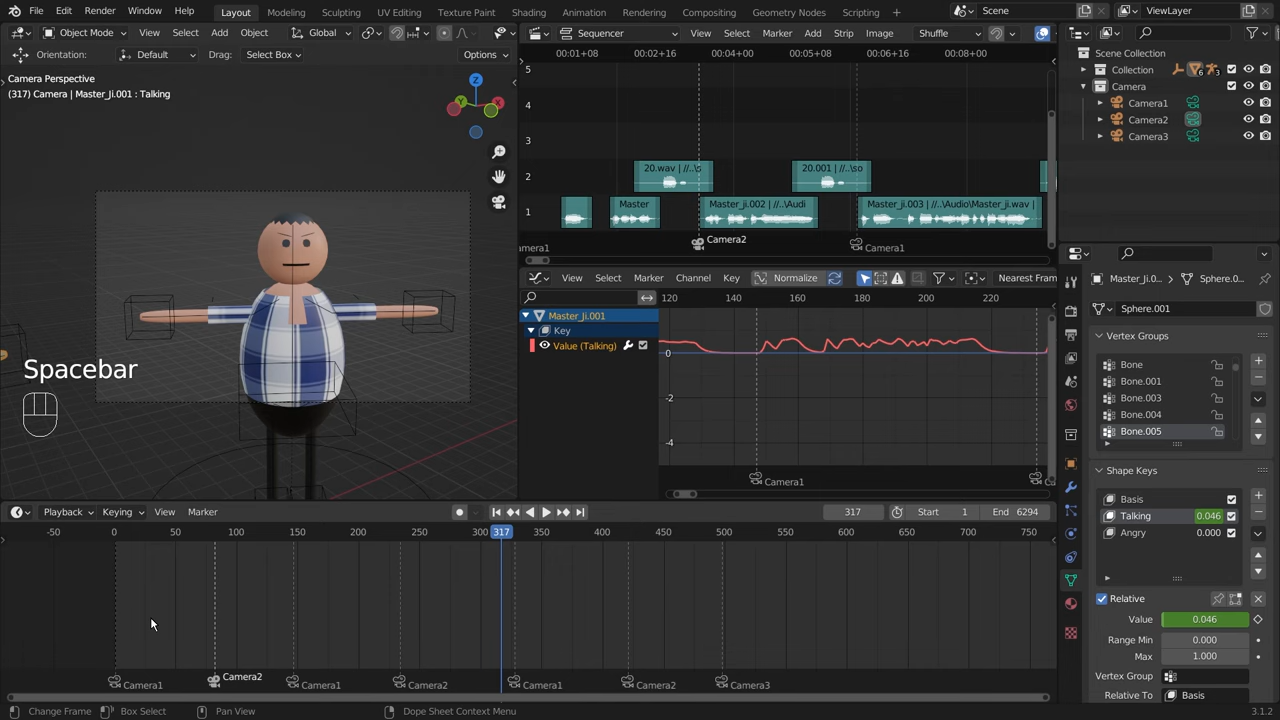 File Edit Render Window Help Layout Modeling Sculpting UV Editing Texture Paint Shading Animation Rendering Compositing Geometry Nodes Scripting + Scene ViewLayer
Object Mode View Select Add Object Global Sequencer View Select Marker Add Strip Image Shuffle
Orientation: Default Drag: Select Box Options
00:01+08 00:02+16 00:04+00 00:05+08 00:06+16 00:08+00
Scene Collection
Collection 6 3
Camera
Camera1
Camera2
Camera3
Camera Perspective
(317) Camera | Master_Ji.001 : Talking
Z
Y X
5
4
3
2
1
20.wav | //..\s 20.001 | //..\so
Master Master_ji.002 | //..\Audi Master_ji.003 | //..\Audio\Master_ji.wav |
amera1 Camera2 Camera1
View Select Marker Channel Key Normalize Nearest Fram
120 140 160 180 200 220
Master_Ji.001
Key
Value (Talking)
0
-2
-4
Camera1
Master_Ji.0... Sphere.0...
Sphere.001
Vertex Groups
Bone
Bone.001
Bone.003
Bone.004
Bone.005
Shape Keys
Basis
Talking 0.046
Angry 0.000
Relative
Value 0.046
Range Min 0.000
Max 1.000
Vertex Group
Relative To Basis
Spacebar
Playback Keying View Marker 317 Start 1 End 6294
-50 0 50 100 150 200 250 300 317 350 400 450 500 550 600 650 700 750
Camera1 Camera2 Camera1 Camera2 Camera1 Camera2 Camera3
Change Frame Box Select Pan View Dope Sheet Context Menu 3.1.2